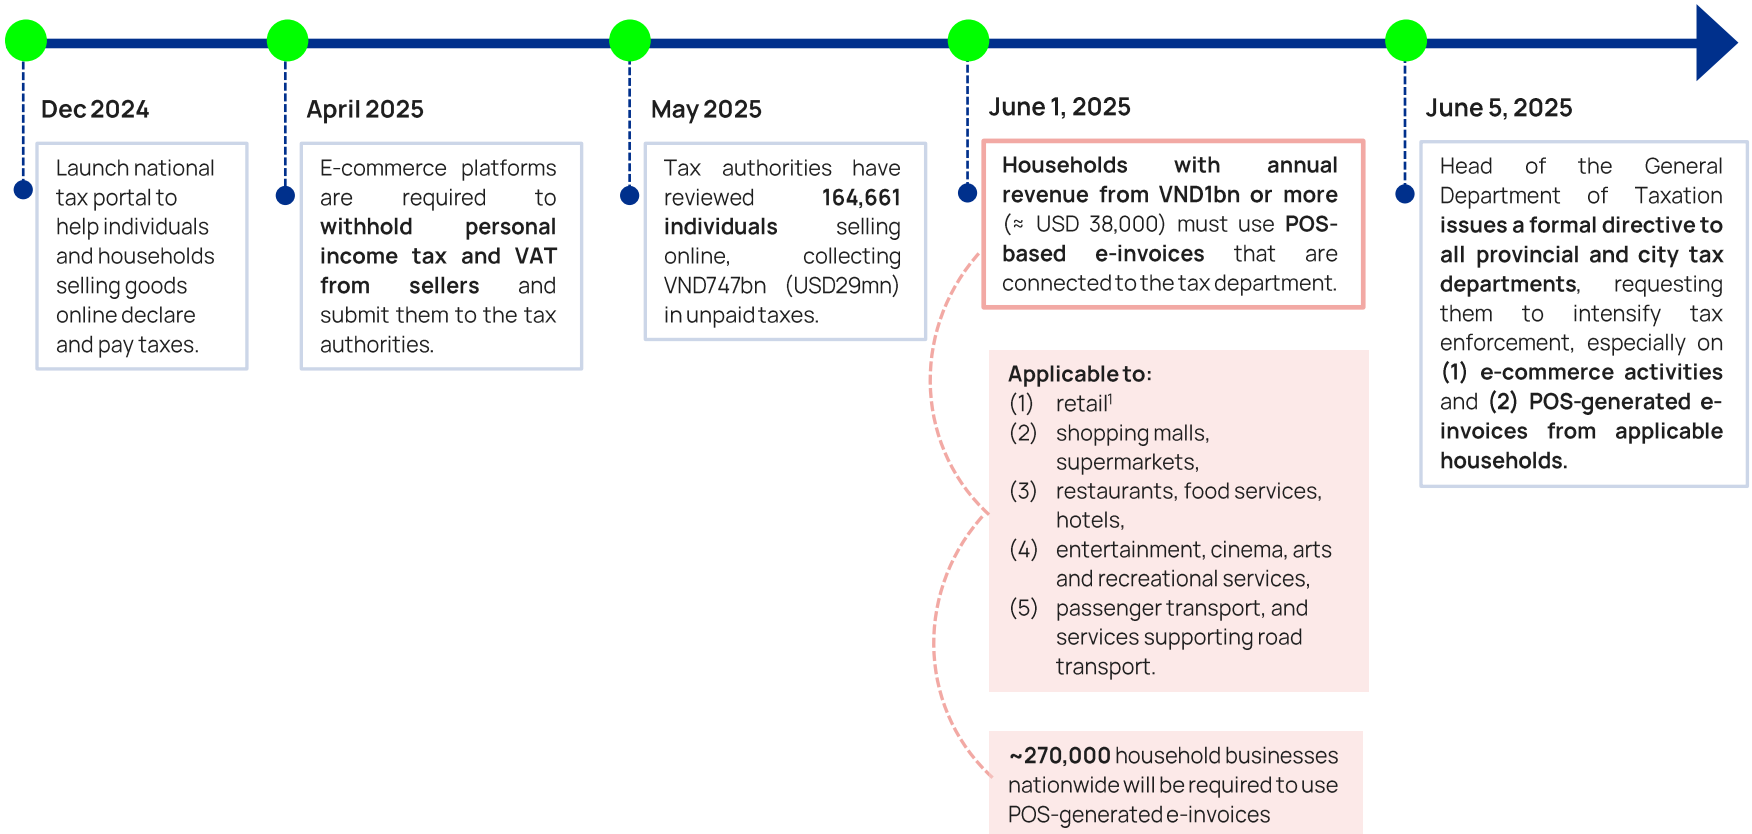 Dec 2024
Launch national
tax portal to
help individuals
and households
selling goods
online declare
and pay taxes.
April 2025
E-commerce platforms
are required to
withhold personal
income tax and VAT
from sellers and
submit them to the tax
authorities.
May 2025
Tax authorities have
reviewed 164,661
individuals selling
online, collecting
VND747bn (USD29mn)
in unpaid taxes.
June 1, 2025
Households with annual
revenue from VND1bn or more
(≈ USD 38,000) must use POS-
based e-invoices that are
connected to the tax department.
Applicable to:
(1) retail¹
(2) shopping malls,
supermarkets,
(3) restaurants, food services,
hotels,
(4) entertainment, cinema, arts
and recreational services,
(5) passenger transport, and
services supporting road
transport.
~270,000 household businesses
nationwide will be required to use
POS-generated e-invoices
June 5, 2025
Head of the General
Department of Taxation
issues a formal directive to
all provincial and city tax
departments, requesting
them to intensify tax
enforcement, especially on
(1) e-commerce activities
and (2) POS-generated e-
invoices from applicable
households.